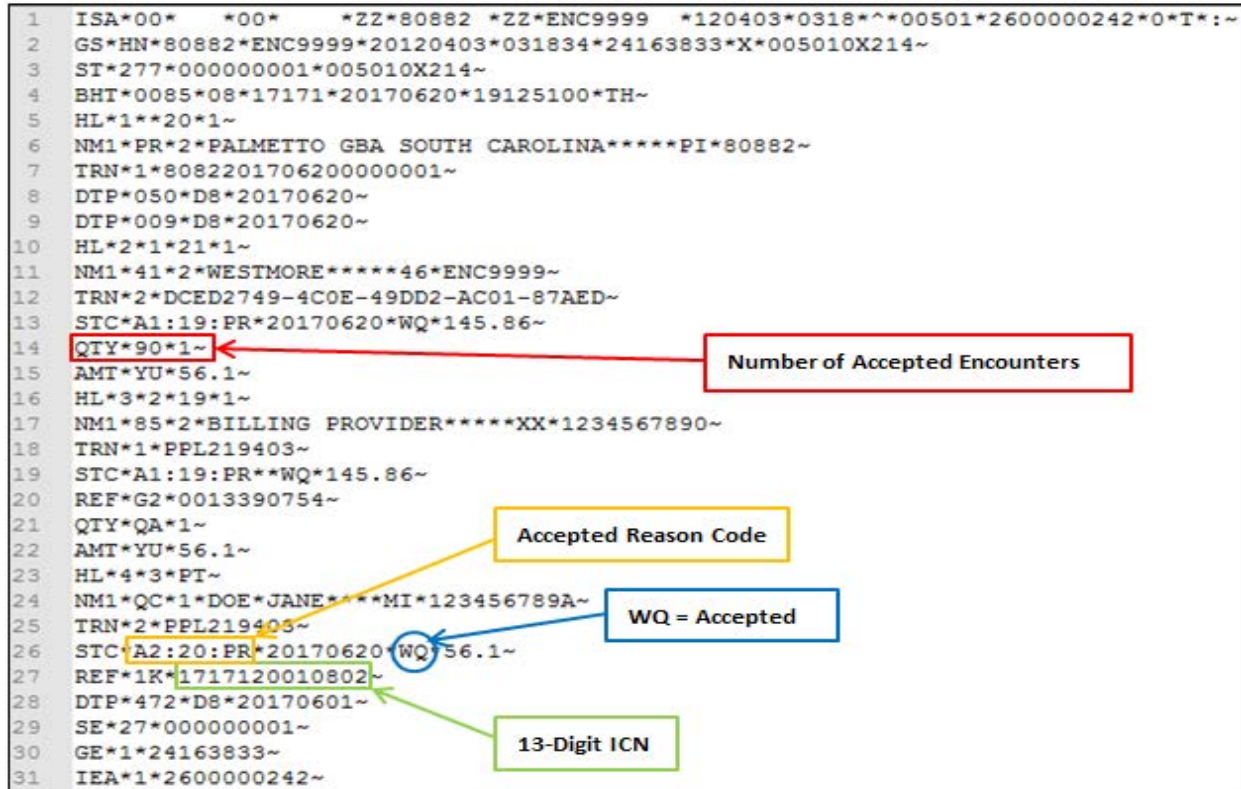 1 ISA*00* *00* *ZZ*80882 *ZZ*ENC9999 *120403*0318*^*00501*2600000242*0*T*:~
2 GS*HN*80882*ENC9999*20120403*031834*24163833*X*005010X214~
3 ST*277*000000001*005010X214~
4 BHT*0085*08*17171*20170620*19125100*TH~
5 HL*1**20*1~
6 NM1*PR*2*PALMETTO GBA SOUTH CAROLINA*****PI*80882~
7 TRN*1*8082201706200000001~
8 DTP*050*D8*20170620~
9 DTP*009*D8*20170620~
10 HL*2*1*21*1~
11 NM1*41*2*WESTMORE*****46*ENC9999~
12 TRN*2*DCED2749-4C0E-49DD2-AC01-87AED~
13 STC*A1:19:PR*20170620*WQ*145.86~
14 QTY*90*1~
Number of Accepted Encounters
15 AMT*YU*56.1~
16 HL*3*2*19*1~
17 NM1*85*2*BILLING PROVIDER*****XX*1234567890~
18 TRN*1*PPL219403~
19 STC*A1:19:PR**WQ*145.86~
20 REF*G2*0013390754~
21 QTY*QA*1~
Accepted Reason Code
22 AMT*YU*56.1~
23 HL*4*3*PT~
24 NM1*QC*1*DOE*JANE****MI*123456789A~
WQ = Accepted
25 TRN*2*PPL219403~
26 STC*A2:20:PR*20170620*WQ*56.1~
27 REF*1K*1717120010802~
28 DTP*472*D8*20170601~
29 SE*27*000000001~
13-Digit ICN
30 GE*1*24163833~
31 IEA*1*2600000242~